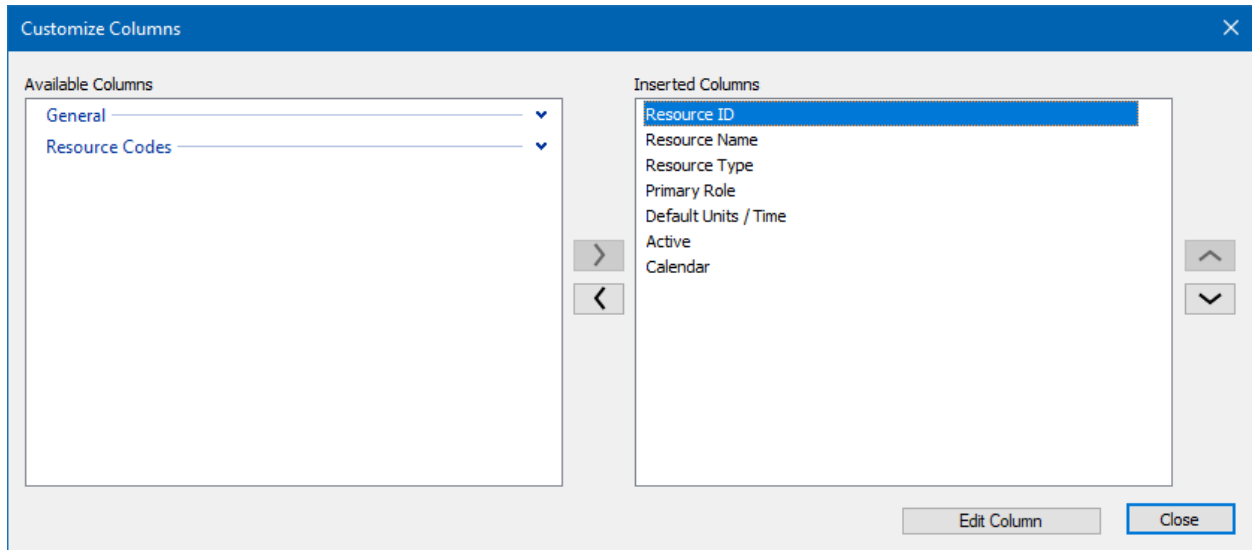 Customize Columns
Available Columns
General
Resource Codes
Inserted Columns
Resource ID
Resource Name
Resource Type
Primary Role
Default Units / Time
Active
Calendar
Edit Column
Close